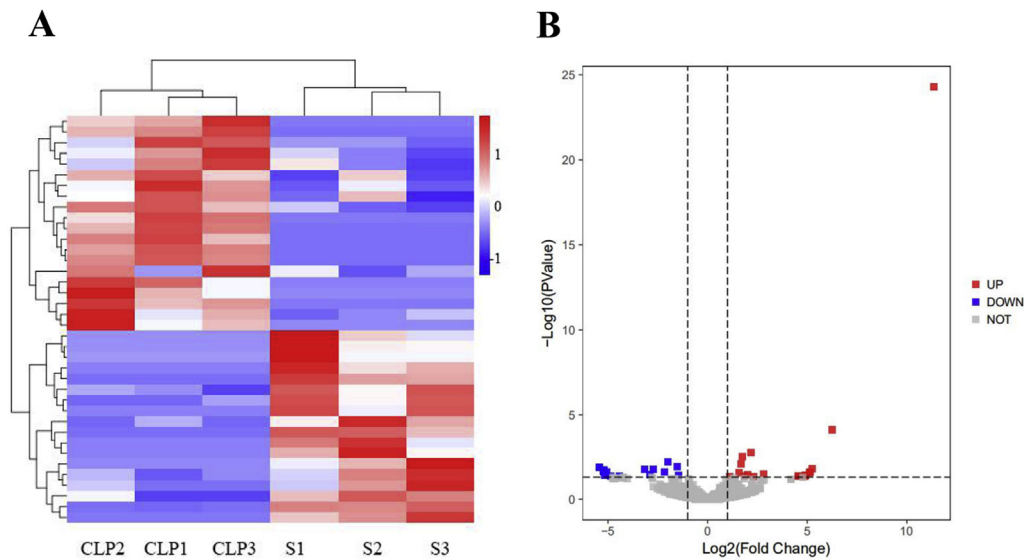 A
B
1
0
-1
CLP2 CLP1 CLP3 S1 S2 S3
25
20
15
10
5
0
−Log10(PValue)
−5 0 5 10
Log2(Fold Change)
UP
DOWN
NOT